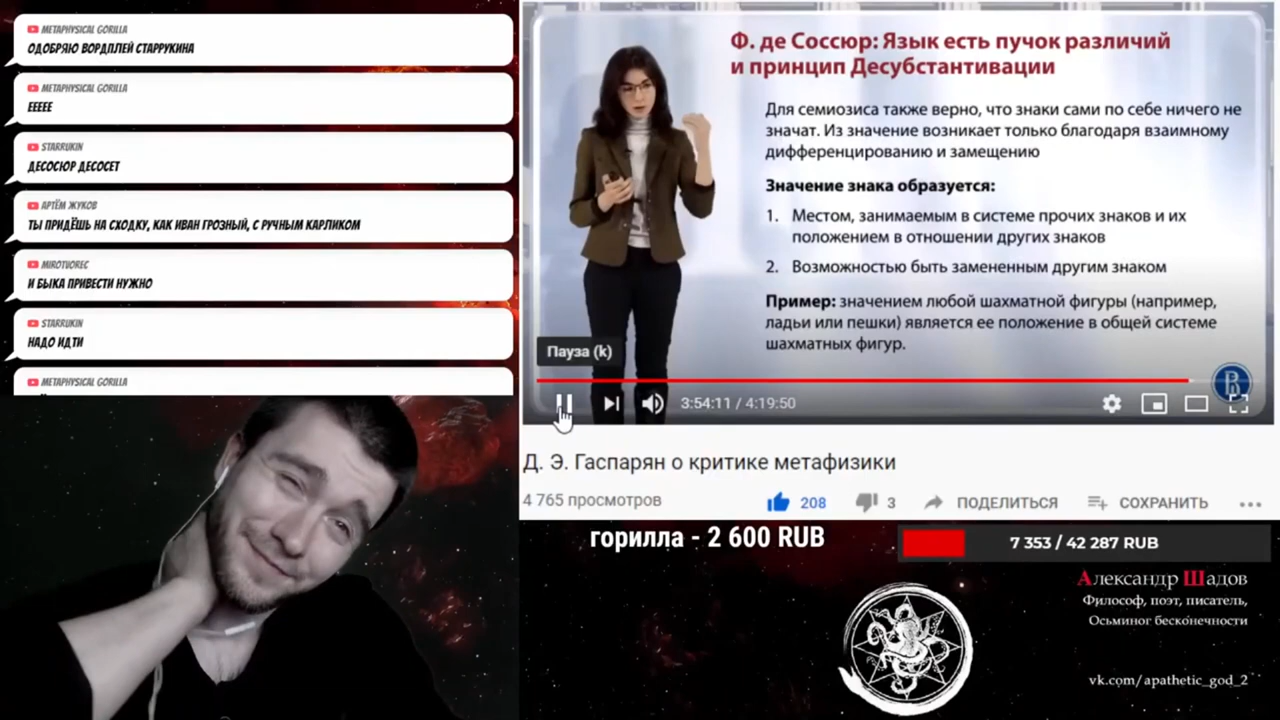 METAPHYSICAL GORILLA
ОДОБРЯЮ ВОРДПЛЕЙ СТАРРУКИНА
METAPHYSICAL GORILLA
ЕЕЕЕЕ
STARRUKIN
ДЕСОСЮР ДЕСОСЕТ
АРТЁМ ЖУКОВ
ТЫ ПРИДЁШЬ НА СХОДКУ, КАК ИВАН ГРОЗНЫЙ, С РУЧНЫМ КАРЛИКОМ
MIROTVOREC
И БЫКА ПРИВЕСТИ НУЖНО
STARRUKIN
НАДО ИДТИ
METAPHYSICAL GORILLA
Ф. де Соссюр: Язык есть пучок различий
и принцип Десубстантивации
Для семиозиса также верно, что знаки сами по себе ничего не
значат. Из значение возникает только благодаря взаимному
дифференцированию и замещению
Значение знака образуется:
1. Местом, занимаемым в системе прочих знаков и их
положением в отношении других знаков
2. Возможностью быть замененным другим знаком
Пример: значением любой шахматной фигуры (например,
ладьи или пешки) является ее положение в общей системе
шахматных фигур.
Пауза (k)
3:54:11 / 4:19:50
Д. Э. Гаспарян о критике метафизики
4 765 просмотров
208
3
ПОДЕЛИТЬСЯ
СОХРАНИТЬ
горилла - 2 600 RUB
7 353 / 42 287 RUB
Александр Шадов
Философ, поэт, писатель,
Осьминог бесконечности
vk.com/apathetic_god_2